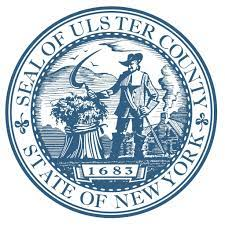 SEAL OF ULSTER COUNTY
STATE OF NEW YORK
1683